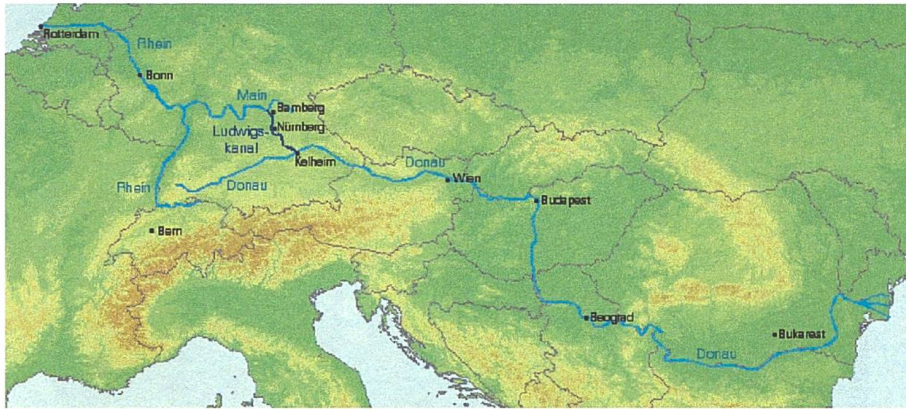 Rotterdam
Rhein
Bonn
Main
Bamberg
Ludwigs-
kanal
Nürnberg
Kelheim
Rhein
Donau
Donau
Wien
Budapest
Bern
Beograd
Bukarest
Donau